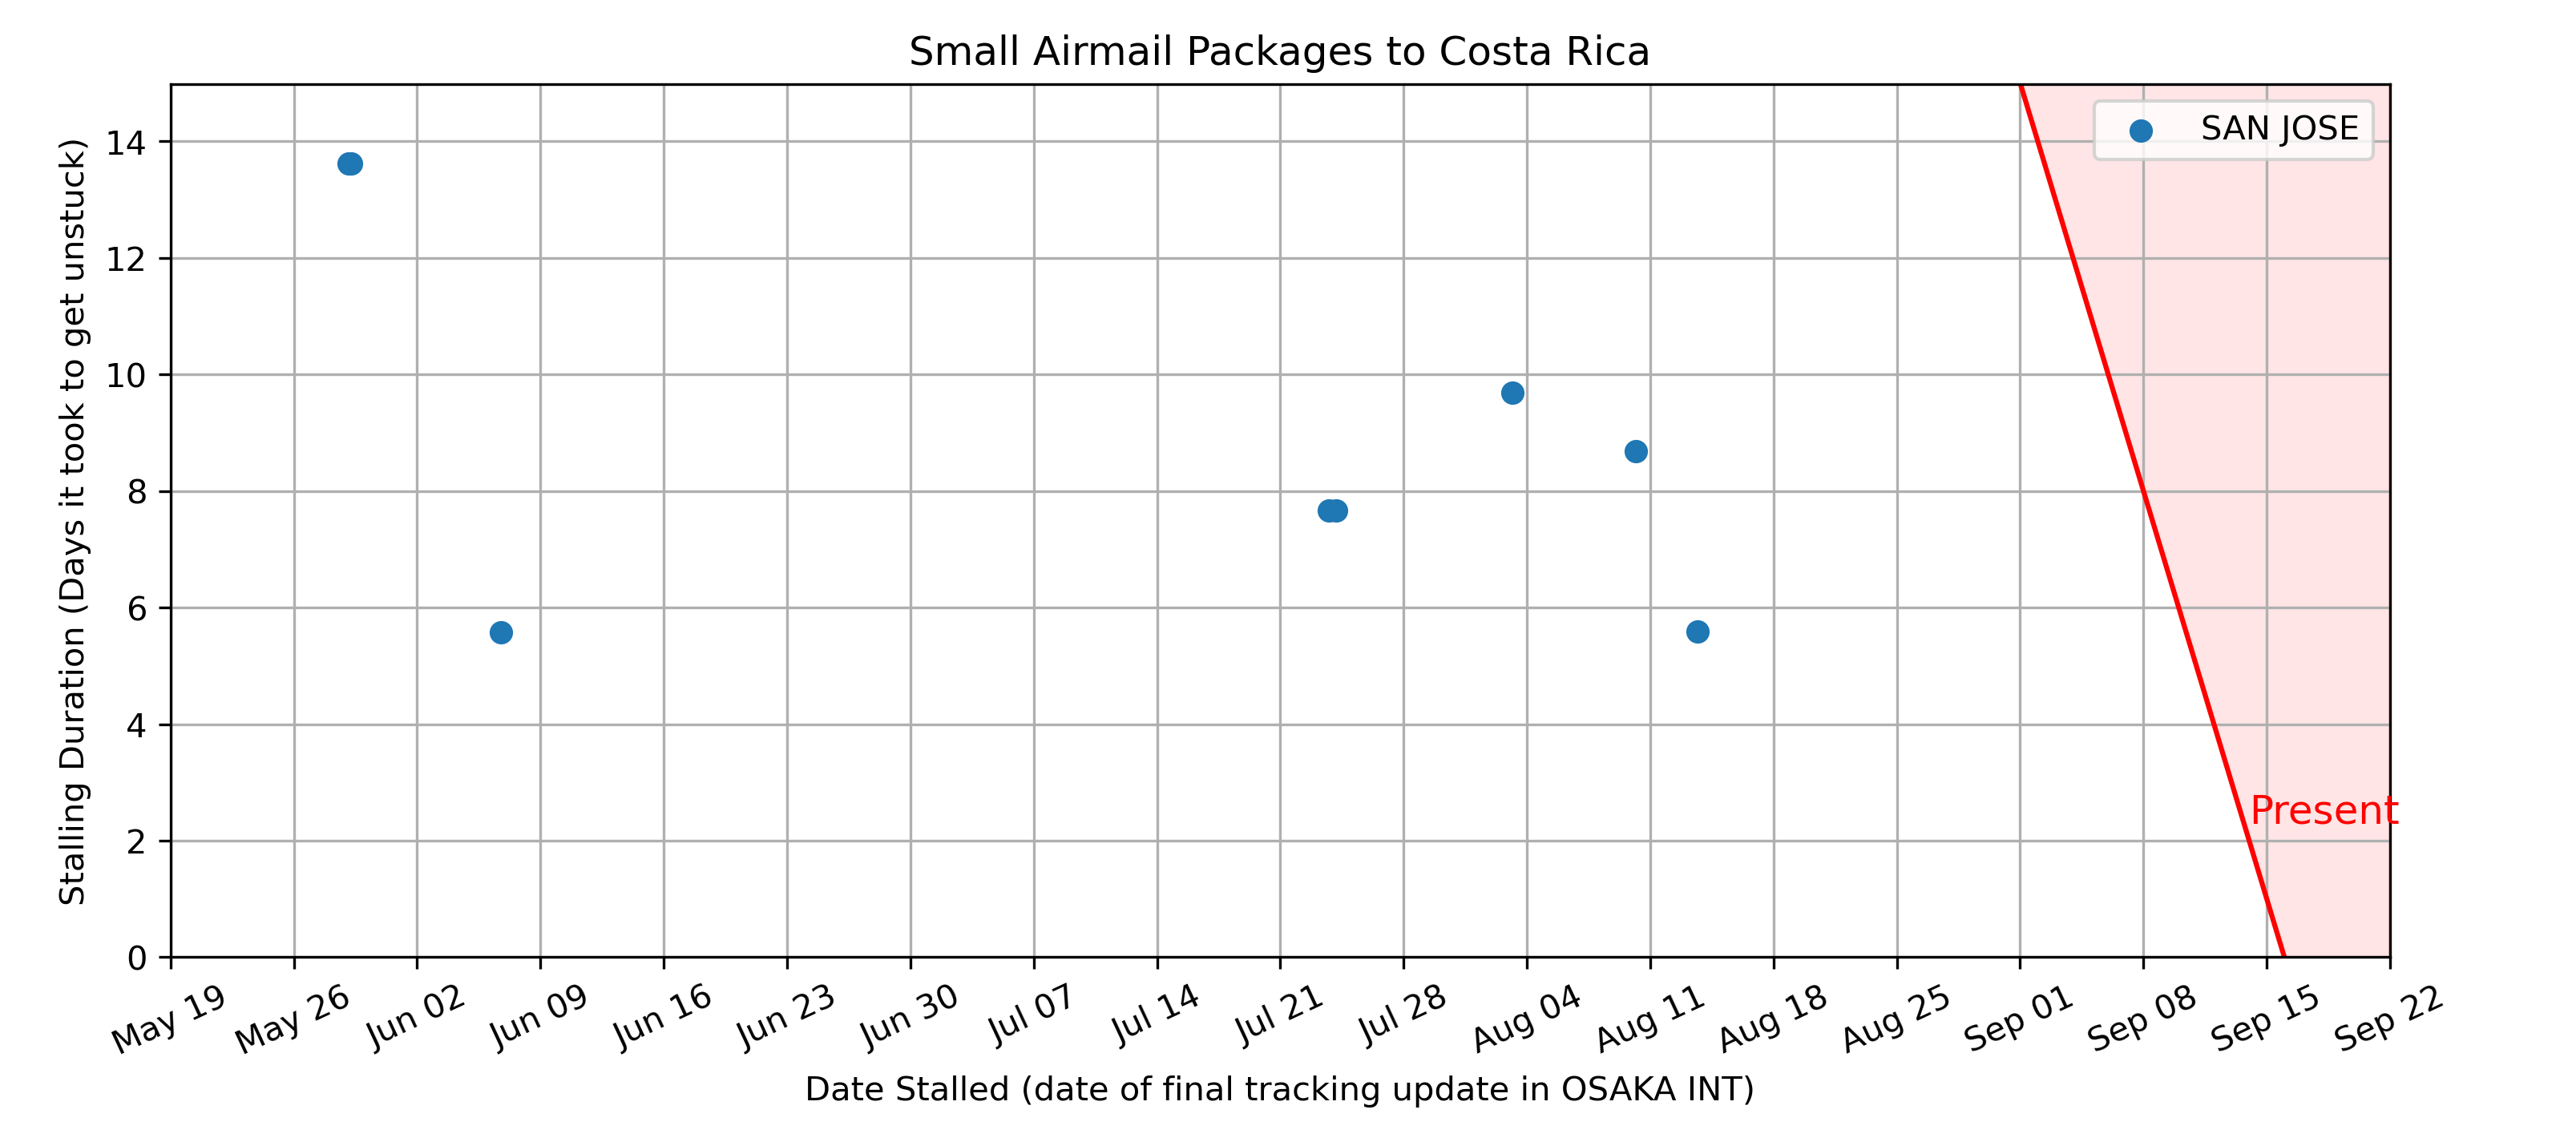 Small Airmail Packages to Costa Rica
Stalling Duration (Days it took to get unstuck)
14
12
10
8
6
4
2
0
SAN JOSE
Present
May 19
May 26
Jun 02
Jun 09
Jun 16
Jun 23
Jun 30
Jul 07
Jul 14
Jul 21
Jul 28
Aug 04
Aug 11
Aug 18
Aug 25
Sep 01
Sep 08
Sep 15
Sep 22
Date Stalled (date of final tracking update in OSAKA INT)